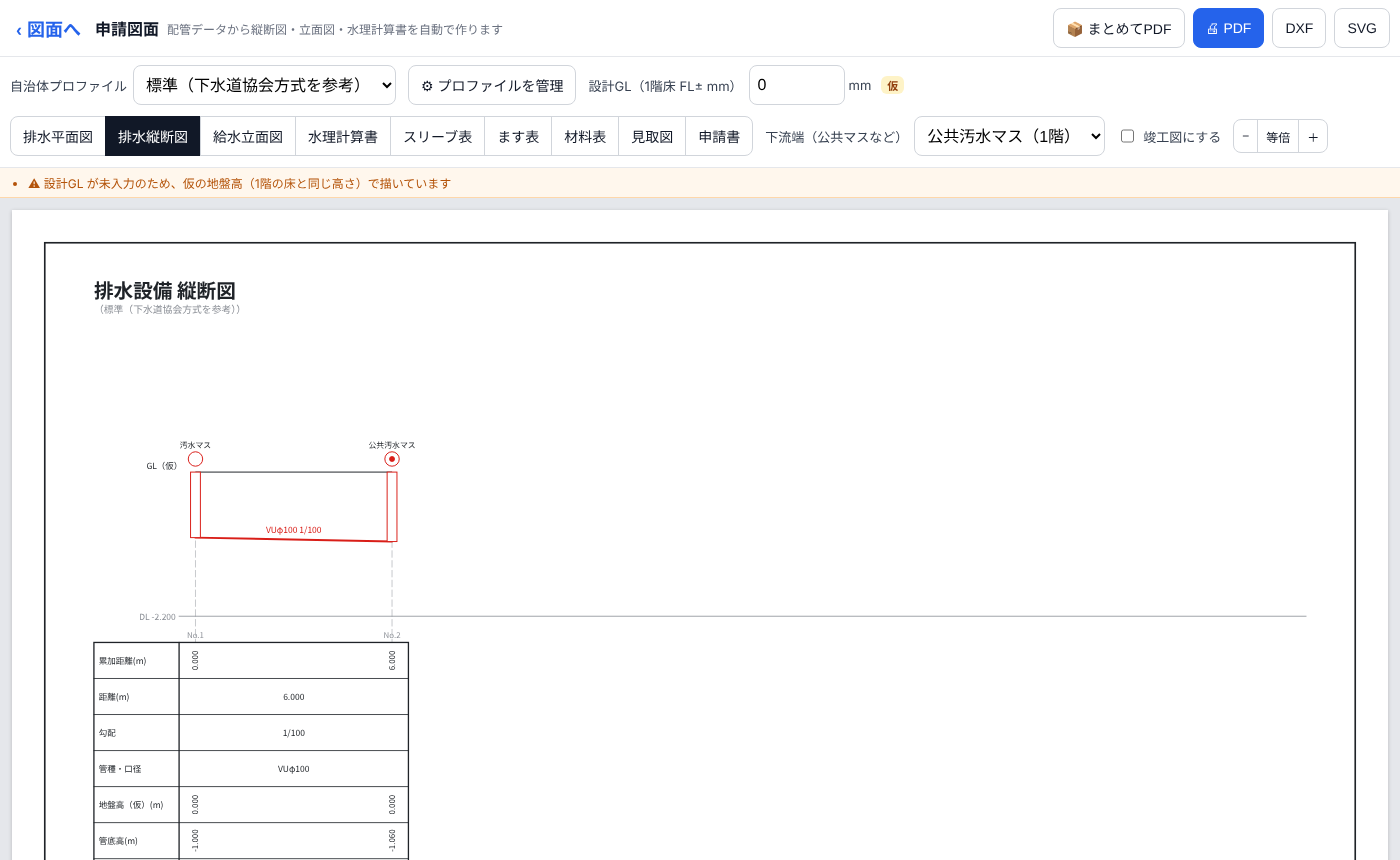 ‹ 図面へ 申請図面 配管データから縦断図・立面図・水理計算書を自動で作ります 📦 まとめてPDF 🖨 PDF DXF SVG
自治体プロファイル 標準（下水道協会方式を参考） ⚙ プロファイルを管理 設計GL（1階床 FL± mm） 0 mm 仮
排水平面図 排水縦断図 給水立面図 水理計算書 スリーブ表 ます表 材料表 見取図 申請書 下流端（公共マスなど） 公共汚水マス（1階） 竣工図にする − 等倍 ＋
• ⚠ 設計GL が未入力のため、仮の地盤高（1階の床と同じ高さ）で描いています
排水設備 縦断図
（標準（下水道協会方式を参考））
汚水マス 公共汚水マス
GL（仮）
VUφ100 1/100
DL -2.200
No.1 No.2
累加距離(m) 0.000 6.000
距離(m) 6.000
勾配 1/100
管種・口径 VUφ100
地盤高（仮）(m) 0.000 0.000
管底高(m) -1.000 -1.060